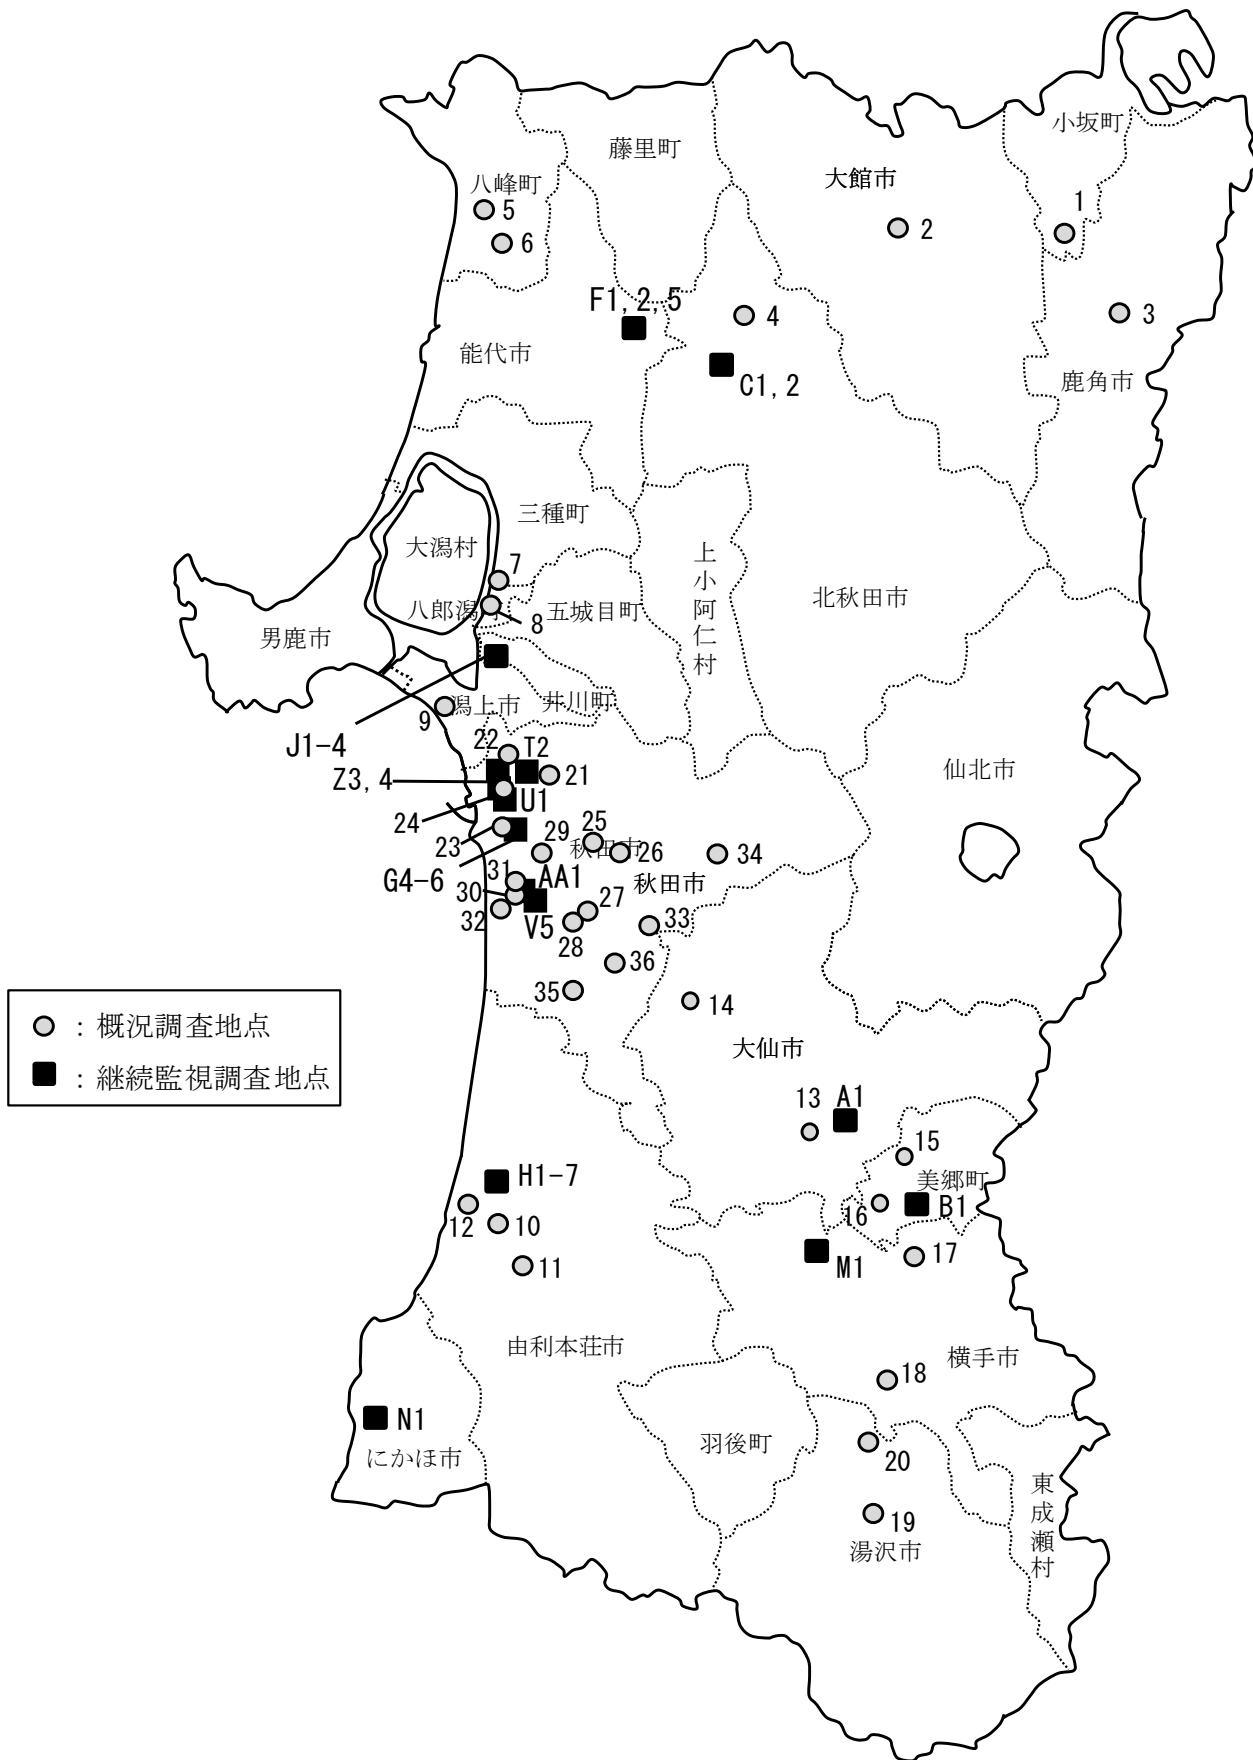 小坂町
藤里町
大館市
八峰町
1
5
2
6
F1,2,5
4
3
能代市
C1,2
鹿角市
三種町
大潟村
上小阿仁村
7
北秋田市
八郎潟町
8
五城目町
男鹿市
潟上市
井川町
9
J1-4
22
T2
21
仙北市
Z3,4
U1
24
23
29
25
秋田市
26
34
G4-6
31
AA1
秋田市
30
27
32
V5
28
33
36
35
14
○ : 概況調査地点
■ : 継続監視調査地点
大仙市
13
A1
15
美郷町
H1-7
16
B1
12
10
17
11
M1
由利本荘市
横手市
18
N1
羽後町
にかほ市
20
東成瀬村
19
湯沢市